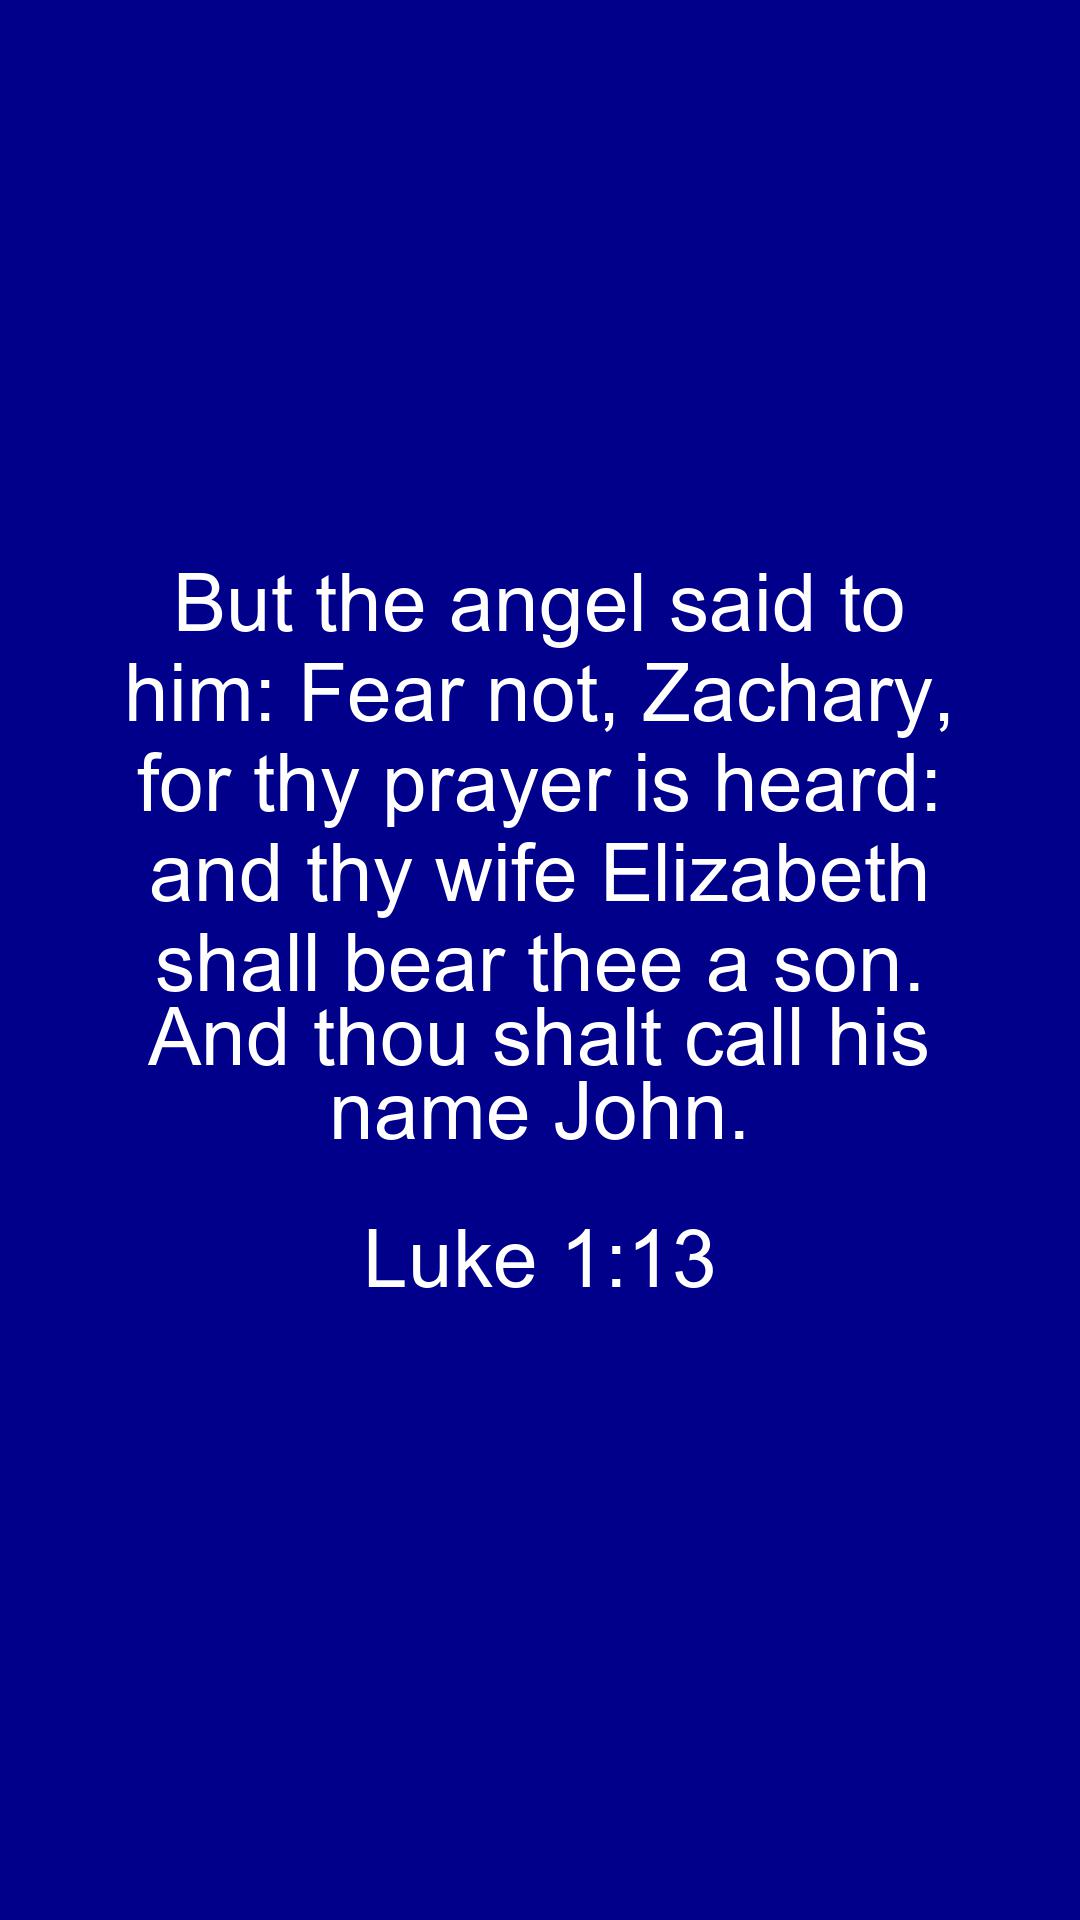 But the angel said to
him: Fear not, Zachary,
for thy prayer is heard:
and thy wife Elizabeth
shall bear thee a son.
And thou shalt call his
name John.
Luke 1:13